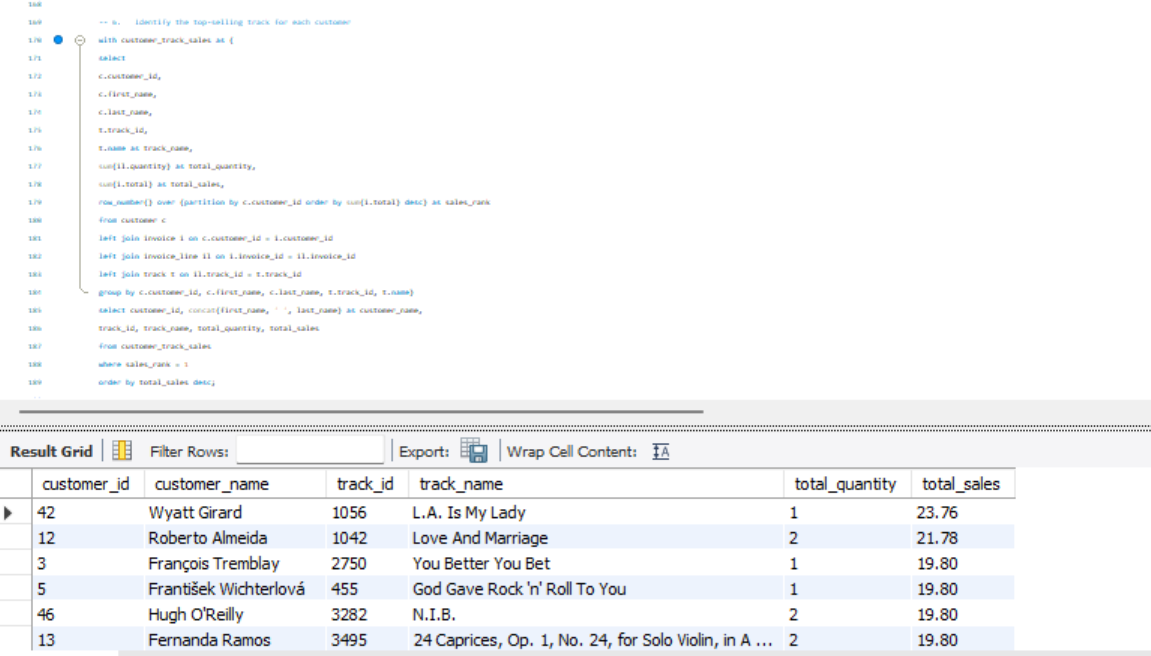 168
169 -- 6. Identify the top-selling track for each customer
170 with customer_track_sales as (
171 select
172 c.customer_id,
173 c.first_name,
174 c.last_name,
175 t.track_id,
176 t.name as track_name,
177 sum(il.quantity) as total_quantity,
178 sum(i.total) as total_sales,
179 row_number() over (partition by c.customer_id order by sum(i.total) desc) as sales_rank
180 from customer c
181 left join invoice i on c.customer_id = i.customer_id
182 left join invoice_line il on i.invoice_id = il.invoice_id
183 left join track t on il.track_id = t.track_id
184 group by c.customer_id, c.first_name, c.last_name, t.track_id, t.name)
185 select customer_id, concat(first_name, ' ', last_name) as customer_name,
186 track_id, track_name, total_quantity, total_sales
187 from customer_track_sales
188 where sales_rank = 1
189 order by total_sales desc;
Result Grid Filter Rows: Export: Wrap Cell Content: IA
customer_id customer_name track_id track_name total_quantity total_sales
42 Wyatt Girard 1056 L.A. Is My Lady 1 23.76
12 Roberto Almeida 1042 Love And Marriage 2 21.78
3 François Tremblay 2750 You Better You Bet 1 19.80
5 František Wichterlová 455 God Gave Rock 'n' Roll To You 1 19.80
46 Hugh O'Reilly 3282 N.I.B. 2 19.80
13 Fernanda Ramos 3495 24 Caprices, Op. 1, No. 24, for Solo Violin, in A ... 2 19.80